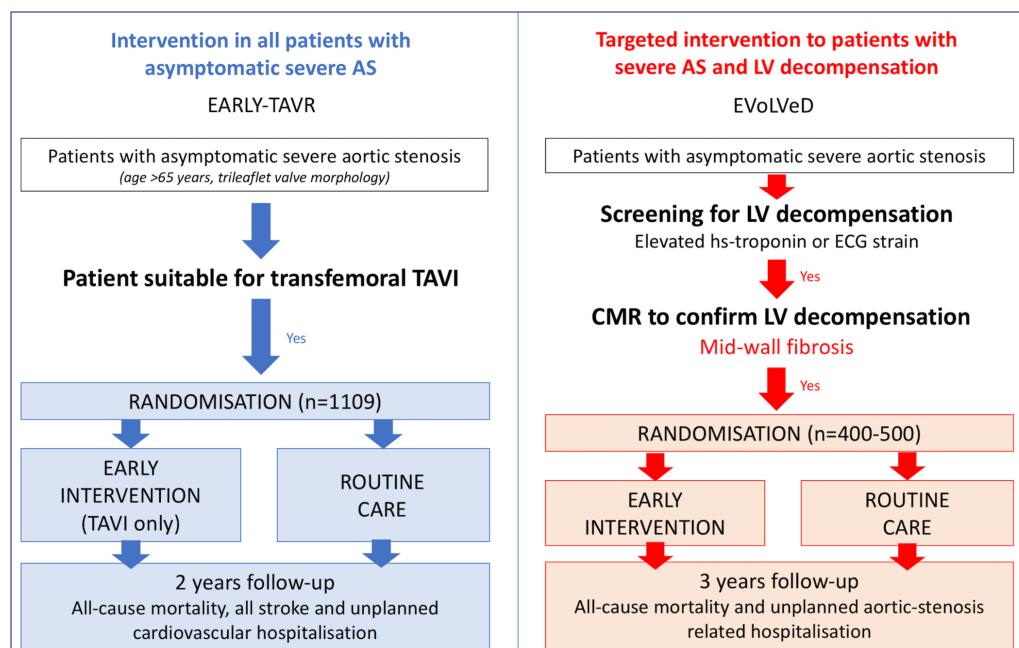 Intervention in all patients with
asymptomatic severe AS
EARLY-TAVR
Patients with asymptomatic severe aortic stenosis
(age >65 years, trileaflet valve morphology)
Patient suitable for transfemoral TAVI
Yes
RANDOMISATION (n=1109)
EARLY
INTERVENTION
(TAVI only)
ROUTINE
CARE
2 years follow-up
All-cause mortality, all stroke and unplanned
cardiovascular hospitalisation
Targeted intervention to patients with
severe AS and LV decompensation
EVoLVeD
Patients with asymptomatic severe aortic stenosis
Screening for LV decompensation
Elevated hs-troponin or ECG strain
Yes
CMR to confirm LV decompensation
Mid-wall fibrosis
Yes
RANDOMISATION (n=400-500)
EARLY
INTERVENTION
ROUTINE
CARE
3 years follow-up
All-cause mortality and unplanned aortic-stenosis
related hospitalisation